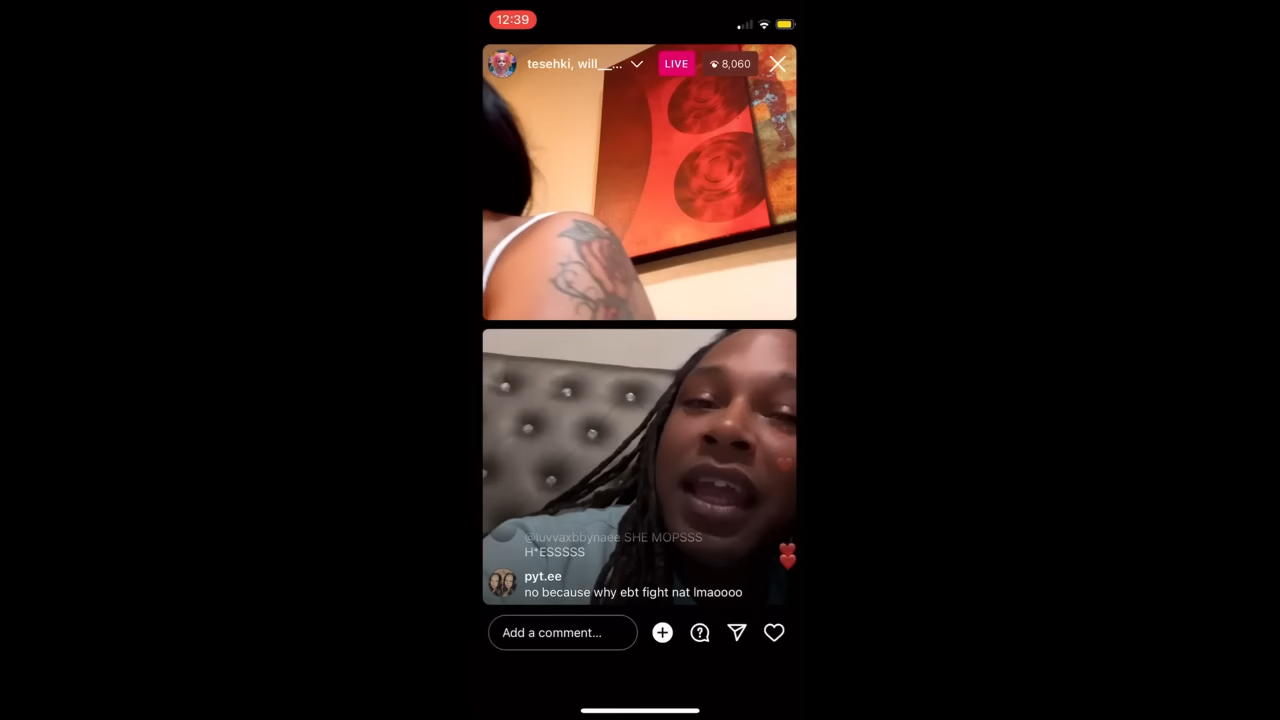 12:39
tesehki, will__... LIVE 8,060
@luvvaxbbynaee SHE MOPSSS
H*ESSSSS
pyt.ee
no because why ebt fight nat lmaoooo
Add a comment...